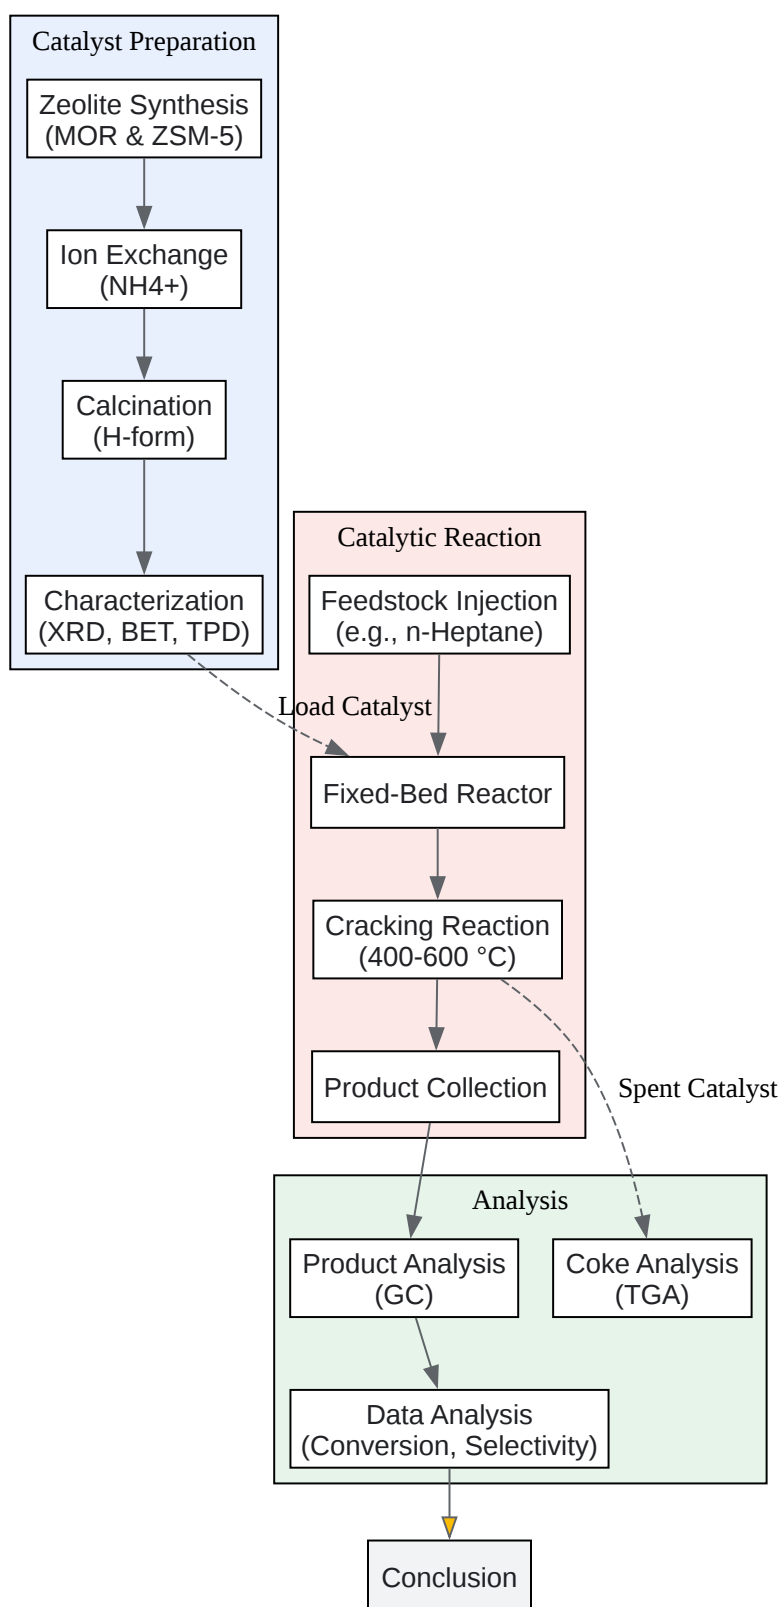 Catalyst Preparation
Zeolite Synthesis
(MOR & ZSM-5)
Ion Exchange
(NH4+)
Calcination
(H-form)
Characterization
(XRD, BET, TPD)
Catalytic Reaction
Feedstock Injection
(e.g., n-Heptane)
Load Catalyst
Fixed-Bed Reactor
Cracking Reaction
(400-600 °C)
Product Collection
Spent Catalyst
Analysis
Product Analysis
(GC)
Coke Analysis
(TGA)
Data Analysis
(Conversion, Selectivity)
Conclusion